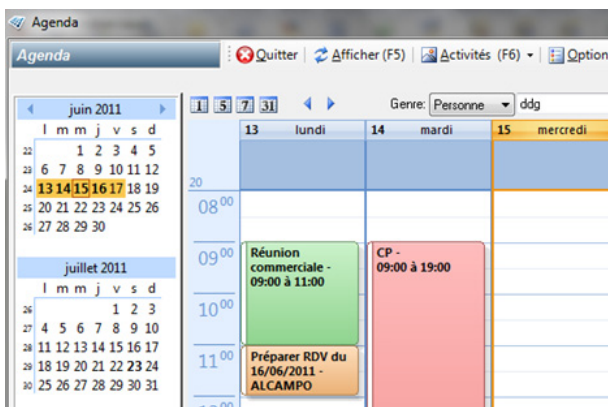 Agenda
Agenda
Quitter
Afficher (F5)
Activités (F6)
Option
juin 2011
l m m j v s d
22 1 2 3 4 5
23 6 7 8 9 10 11 12
24 13 14 15 16 17 18 19
25 20 21 22 23 24 25 26
26 27 28 29 30
juillet 2011
l m m j v s d
26 1 2 3
27 4 5 6 7 8 9 10
28 11 12 13 14 15 16 17
29 18 19 20 21 22 23 24
30 25 26 27 28 29 30 31
1 5 7 31
Genre: Personne ddg
13 lundi
14 mardi
15 mercredi
20
08 00
09 00
10 00
11 00
Réunion
commerciale -
09:00 à 11:00
Préparer RDV du
16/06/2011 -
ALCAMPO
CP -
09:00 à 19:00